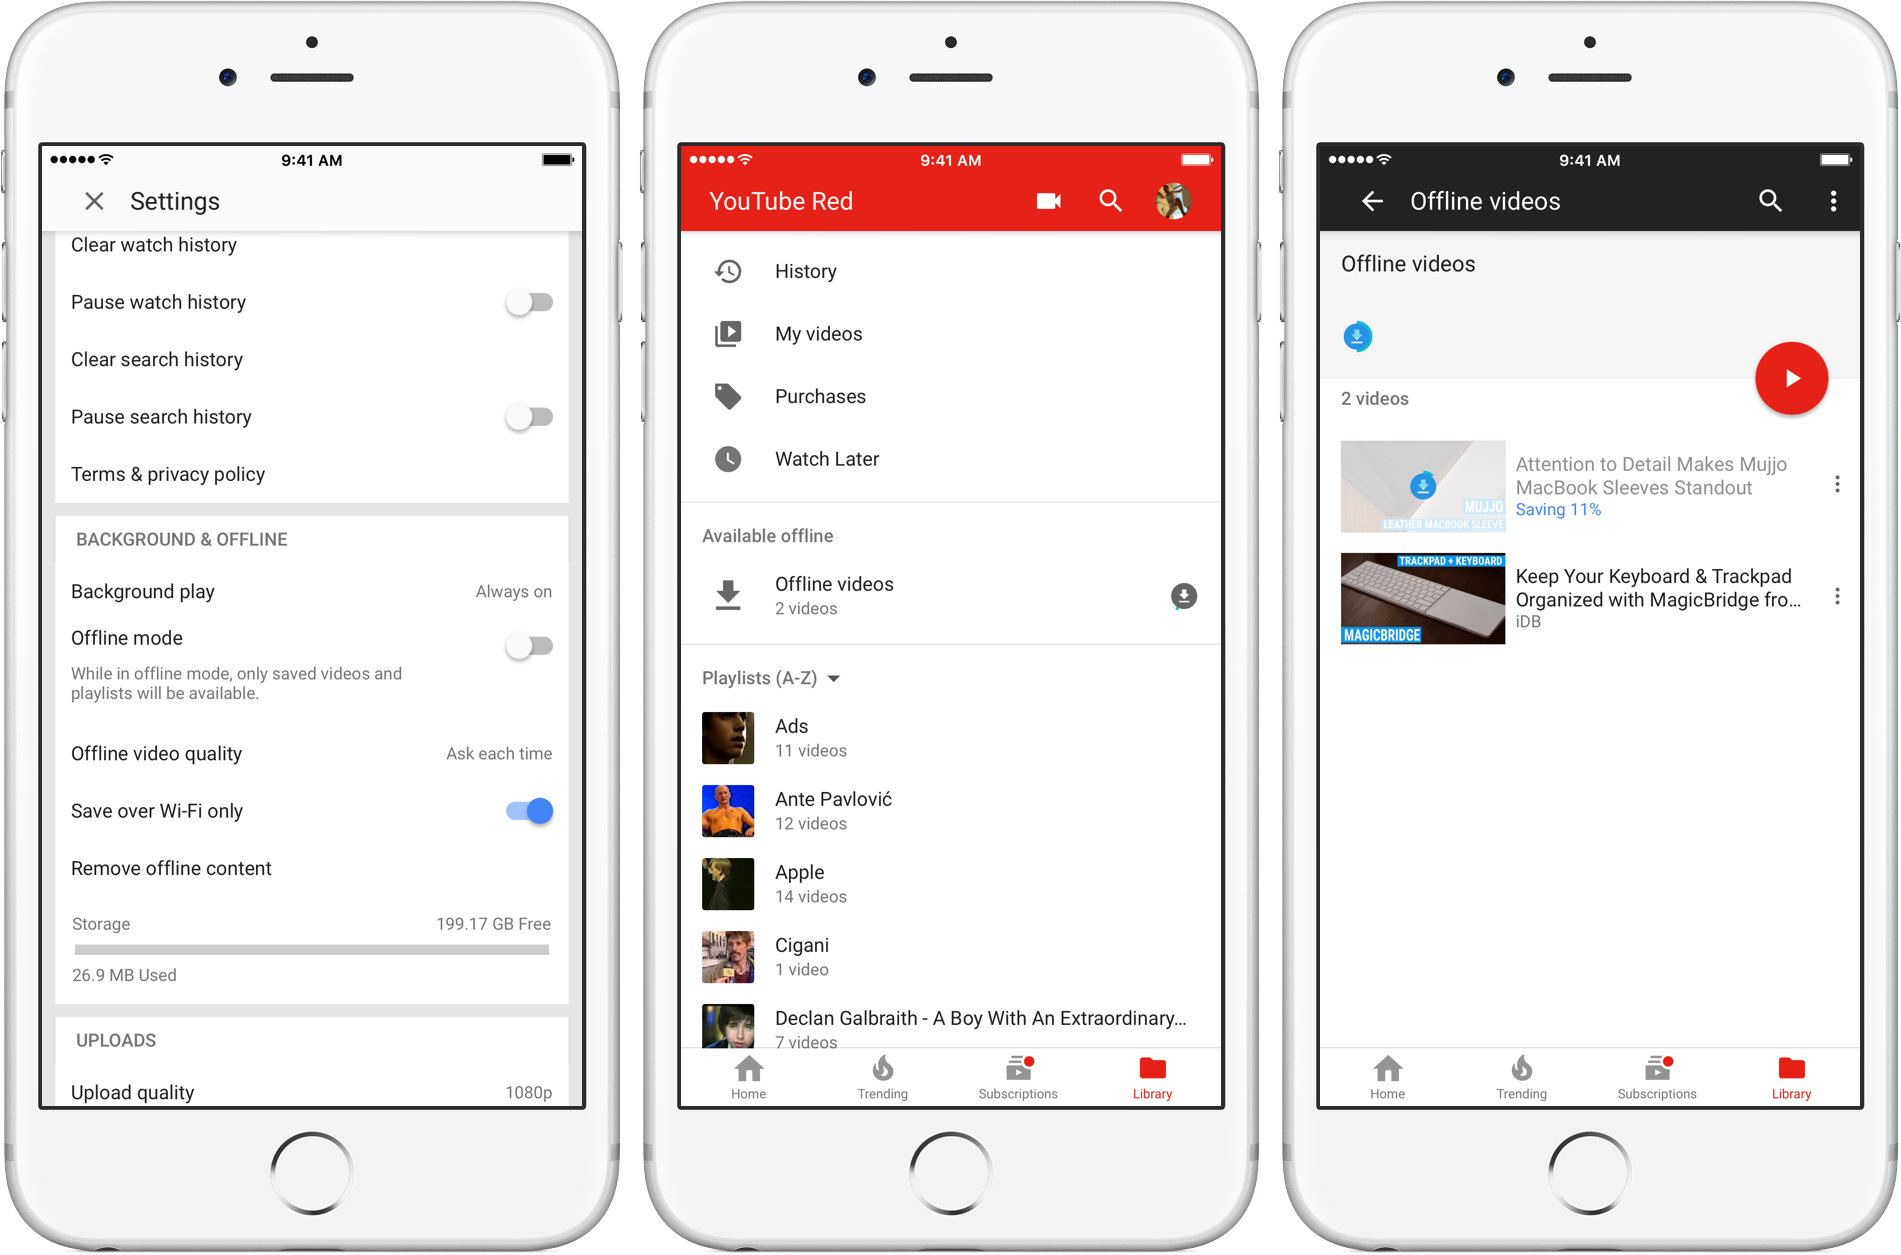 9:41 AM
Settings
Clear watch history
Pause watch history
Clear search history
Pause search history
Terms & privacy policy
BACKGROUND & OFFLINE
Background play Always on
Offline mode
While in offline mode, only saved videos and
playlists will be available.
Offline video quality Ask each time
Save over Wi-Fi only
Remove offline content
Storage 199.17 GB Free
26.9 MB Used
UPLOADS
Upload quality 1080p
9:41 AM
YouTube Red
History
My videos
Purchases
Watch Later
Available offline
Offline videos
2 videos
Playlists (A-Z)
Ads
11 videos
Ante Pavlović
12 videos
Apple
14 videos
Cigani
1 video
Declan Galbraith - A Boy With An Extraordinary...
7 videos
Home Trending Subscriptions Library
9:41 AM
Offline videos
Offline videos
2 videos
MUJJO
LEATHER MACBOOK SLEEVE
Attention to Detail Makes Mujjo
MacBook Sleeves Standout
Saving 11%
TRACKPAD + KEYBOARD
MAGICBRIDGE
Keep Your Keyboard & Trackpad
Organized with MagicBridge fro...
iDB
Home Trending Subscriptions Library